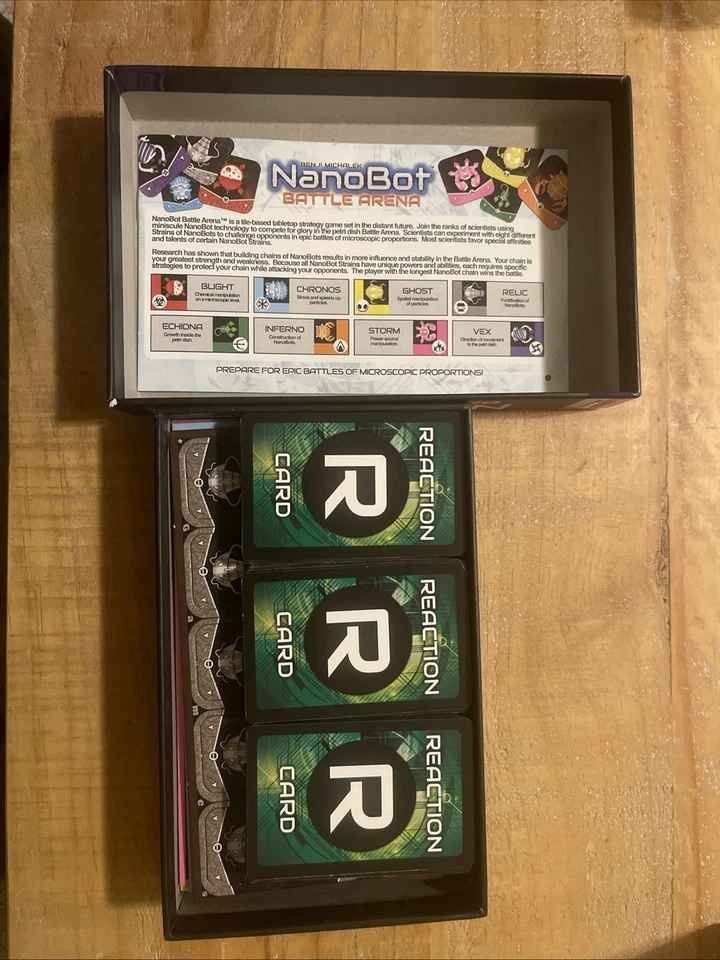 BENJI MICHALEK
NanoBot™
BATTLE ARENA
NanoBot Battle Arena™ is a tile-based tabletop strategy game set in the distant future. Join the ranks of scientists using
miniscule NanoBot technology to compete for glory in the petri dish Battle Arena. Scientists can experiment with eight different
Strains of NanoBots to challenge opponents in epic battles of microscopic proportions. Most scientists favor special affinities
and talents of certain NanoBot Strains.
Research has shown that building chains of NanoBots results in more influence and stability in the Battle Arena. Your chain is
your greatest strength and weakness. Because all NanoBot Strains have unique powers and abilities, each requires specific
strategies to protect your chain while attacking your opponents. The player with the longest NanoBot chain wins the battle.
BLIGHT
Chemical manipulation
on a microscopic level.
CHRONOS
Slows and speeds up
particles.
GHOST
Spatial manipulation
of particles.
RELIC
Fortification of
NanoBots.
ECHIDNA
Growth inside the
petri dish.
INFERNO
Construction of
NanoBots.
STORM
Power source
manipulation.
VEX
Direction of movement
in the petri dish.
PREPARE FOR EPIC BATTLES OF MICROSCOPIC PROPORTIONS!
REACTION
R
CARD
REACTION
R
CARD
REACTION
R
CARD
G
a
m
e
s